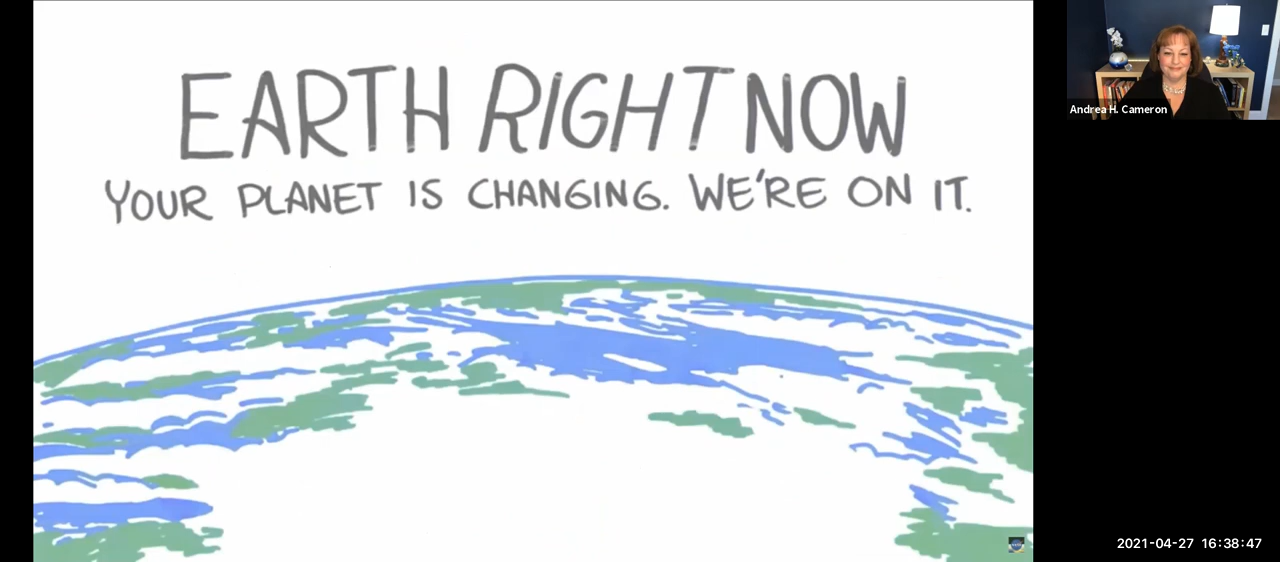 EARTH RIGHT NOW
YOUR PLANET IS CHANGING. WE'RE ON IT.
Andrea H. Cameron
2021-04-27 16:38:47